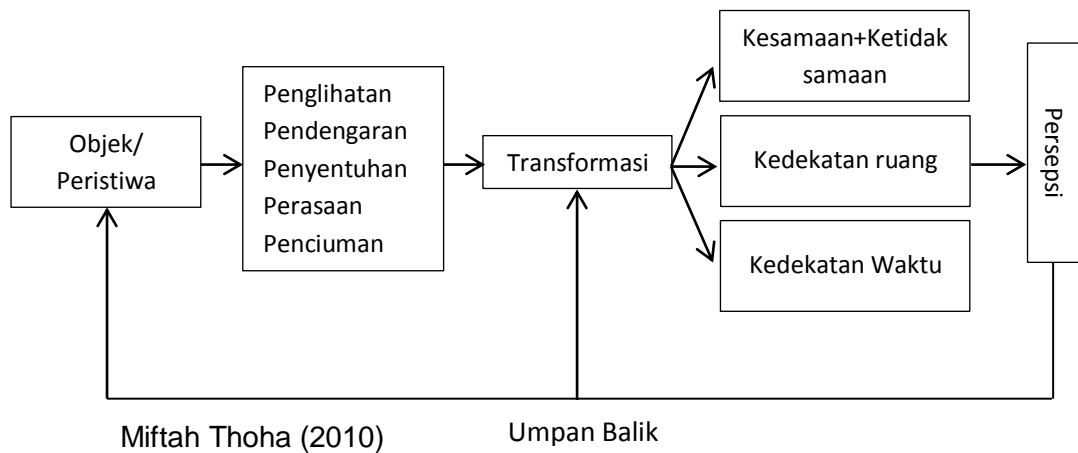 Objek/
Peristiwa
Penglihatan
Pendengaran
Penyentuhan
Perasaan
Penciuman
Transformasi
Kesamaan+Ketidak
samaan
Kedekatan ruang
Kedekatan Waktu
Persepsi
Miftah Thoha (2010)
Umpan Balik